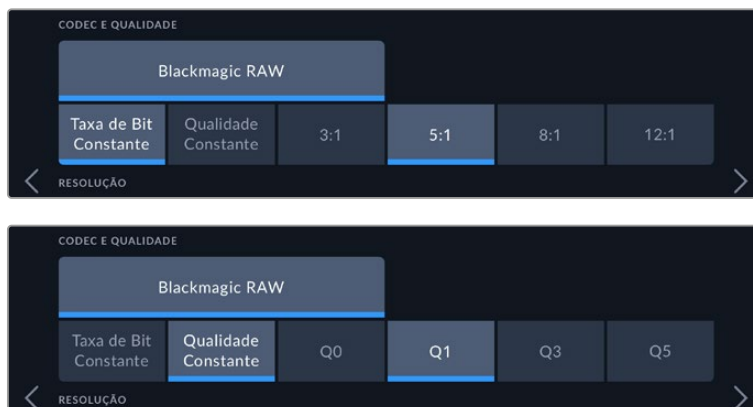 CODEC E QUALIDADE
Blackmagic RAW
Taxa de Bit Constante Qualidade Constante 3:1 5:1 8:1 12:1
RESOLUÇÃO
CODEC E QUALIDADE
Blackmagic RAW
Taxa de Bit Constante Qualidade Constante Q0 Q1 Q3 Q5
RESOLUÇÃO